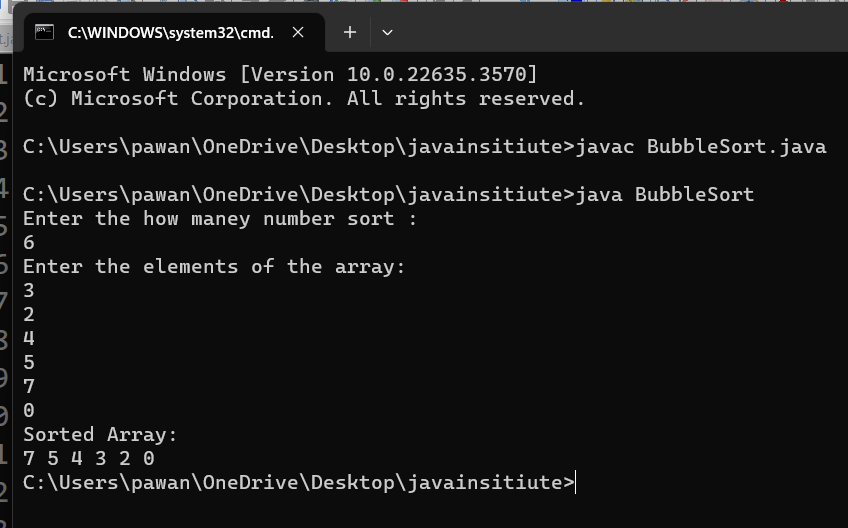 C:\WINDOWS\system32\cmd.
Microsoft Windows [Version 10.0.22635.3570]
(c) Microsoft Corporation. All rights reserved.
C:\Users\pawan\OneDrive\Desktop\javainsitiute>javac BubbleSort.java
C:\Users\pawan\OneDrive\Desktop\javainsitiute>java BubbleSort
Enter the how maney number sort :
6
Enter the elements of the array:
3
2
4
5
7
0
Sorted Array:
7 5 4 3 2 0
C:\Users\pawan\OneDrive\Desktop\javainsitiute>